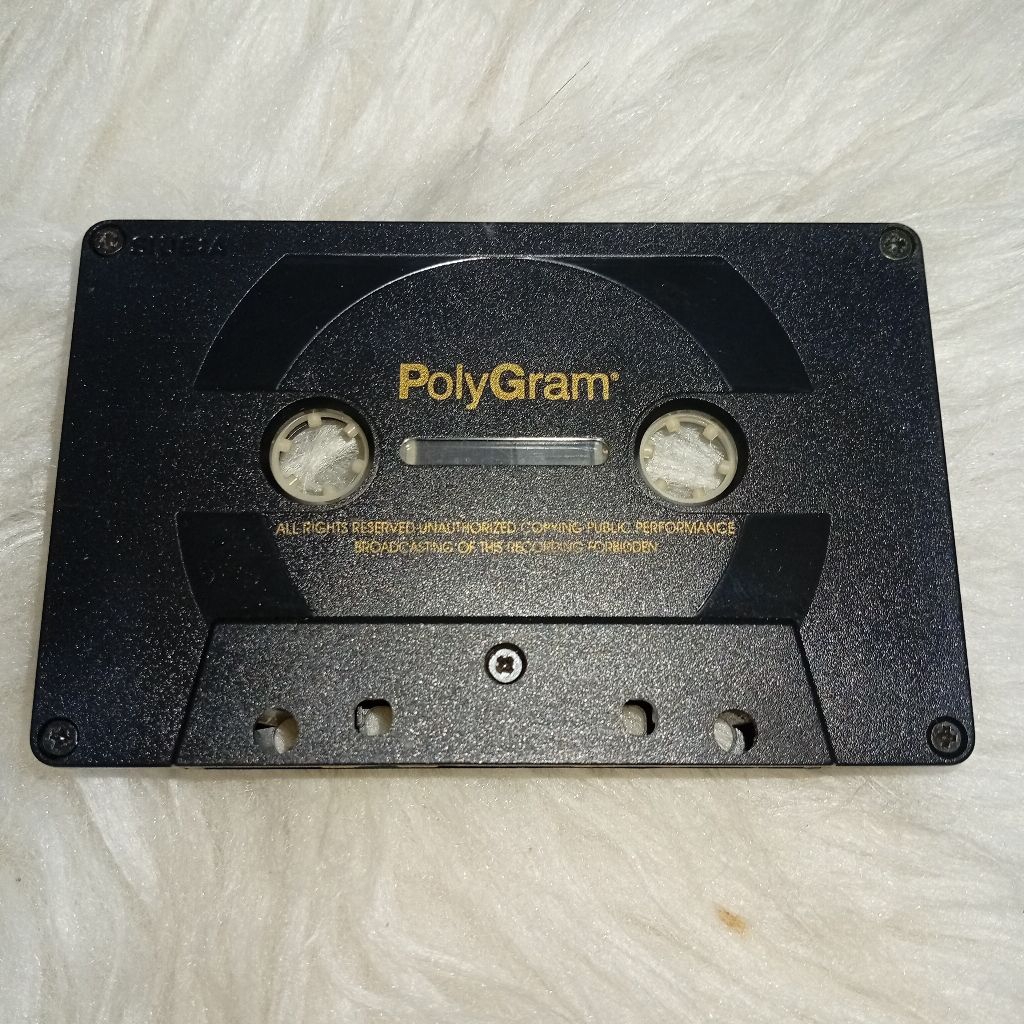 PolyGram®
ALL RIGHTS RESERVED UNAUTHORIZED COPYING PUBLIC PERFORMANCE
BROADCASTING OF THIS RECORDING FORBIDDEN